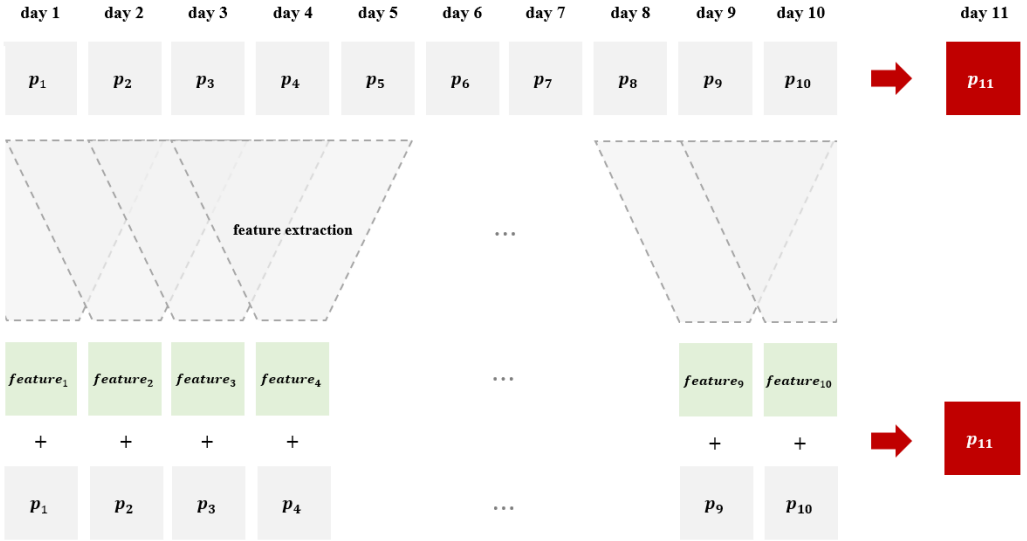 day 1 day 2 day 3 day 4 day 5 day 6 day 7 day 8 day 9 day 10 day 11
p₁ p₂ p₃ p₄ p₅ p₆ p₇ p₈ p₉ p₁₀ p₁₁
feature extraction ...
feature₁ feature₂ feature₃ feature₄ ... feature₉ feature₁₀
+ + + + + +
p₁₁
p₁ p₂ p₃ p₄ ... p₉ p₁₀